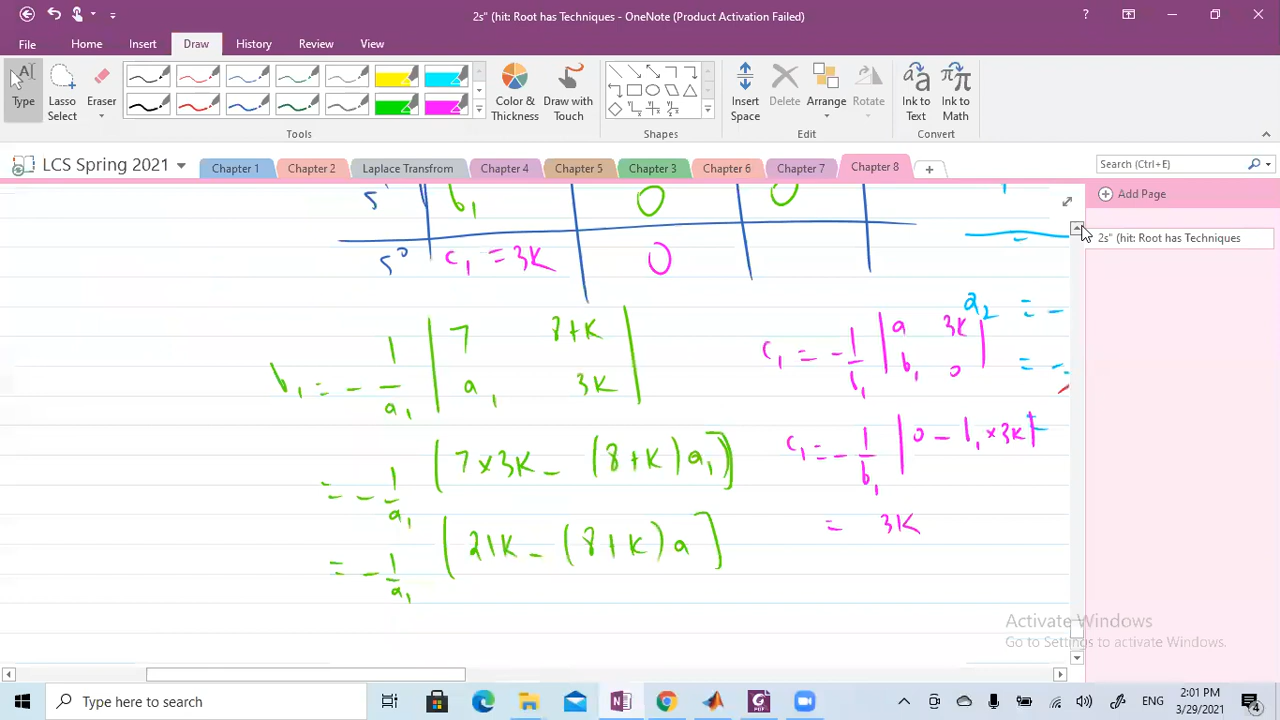 2s" (hit: Root has Techniques - OneNote (Product Activation Failed)
File Home Insert Draw History Review View
Type
Lasso Select
Eraser
Color & Thickness
Draw with Touch
Insert Space
Delete
Arrange
Rotate
Ink to Text
Ink to Math
Tools
Shapes
Edit
Convert
LCS Spring 2021
Chapter 1 Chapter 2 Laplace Transfrom Chapter 4 Chapter 5 Chapter 3 Chapter 6 Chapter 7 Chapter 8
Search (Ctrl+E)
Add Page
2s" (hit: Root has Techniques
s¹ b₁ 0 0
s⁰ c₁ = 3K 0
b₁ = - 1/a₁ | 7 8+K |
| a₁ 3K |
= - 1/a₁ [7×3K - (8+K)a₁]
= - 1/a₁ [21K - (8+K)a]
a₂ = -
= -
c₁ = - 1/b₁ | a 3K |
| b₁ 0 |
c₁ = - 1/b₁ | 0 - b₁×3K |
= 3K
Activate Windows
Go to Settings to activate Windows.
Type here to search
2:01 PM
3/29/2021
4